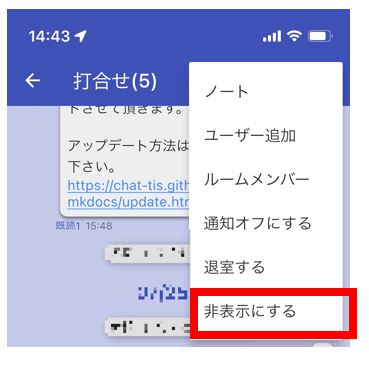 14:43
打合せ(5)
下させて頂きます。
アップデート方法は
下さい。
https://chat-tis.gith
mkdocs/update.htm
既読1 15:48
ノート
ユーザー追加
ルームメンバー
通知オフにする
退室する
非表示にする